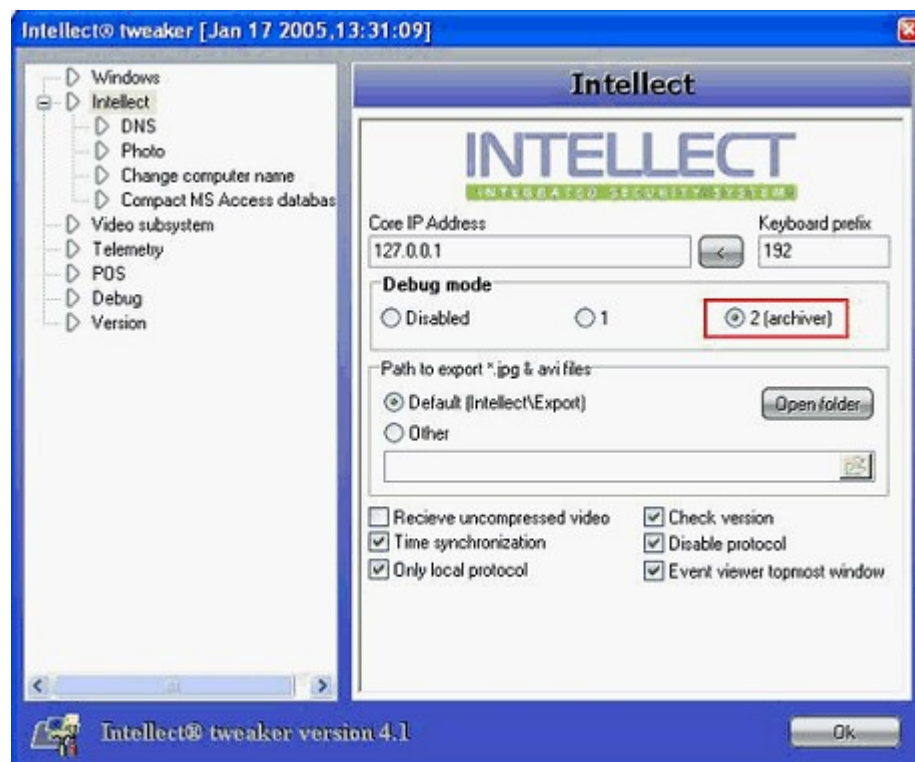 Intellect® tweaker [Jan 17 2005,13:31:09]
Windows
Intellect
DNS
Photo
Change computer name
Compact MS Access databas
Video subsystem
Telemetry
POS
Debug
Version
Intellect
INTELLECT
INTEGRATED SECURITY SYSTEMS
Core IP Address
Keyboard prefix
127.0.0.1
<
192
Debug mode
Disabled
1
2 (archiver)
Path to export *.jpg & avi files
Default (Intellect\Export)
Open folder
Other
Recieve uncompressed video
Check version
Time synchronization
Disable protocol
Only local protocol
Event viewer topmost window
Intellect® tweaker version 4.1
Ok